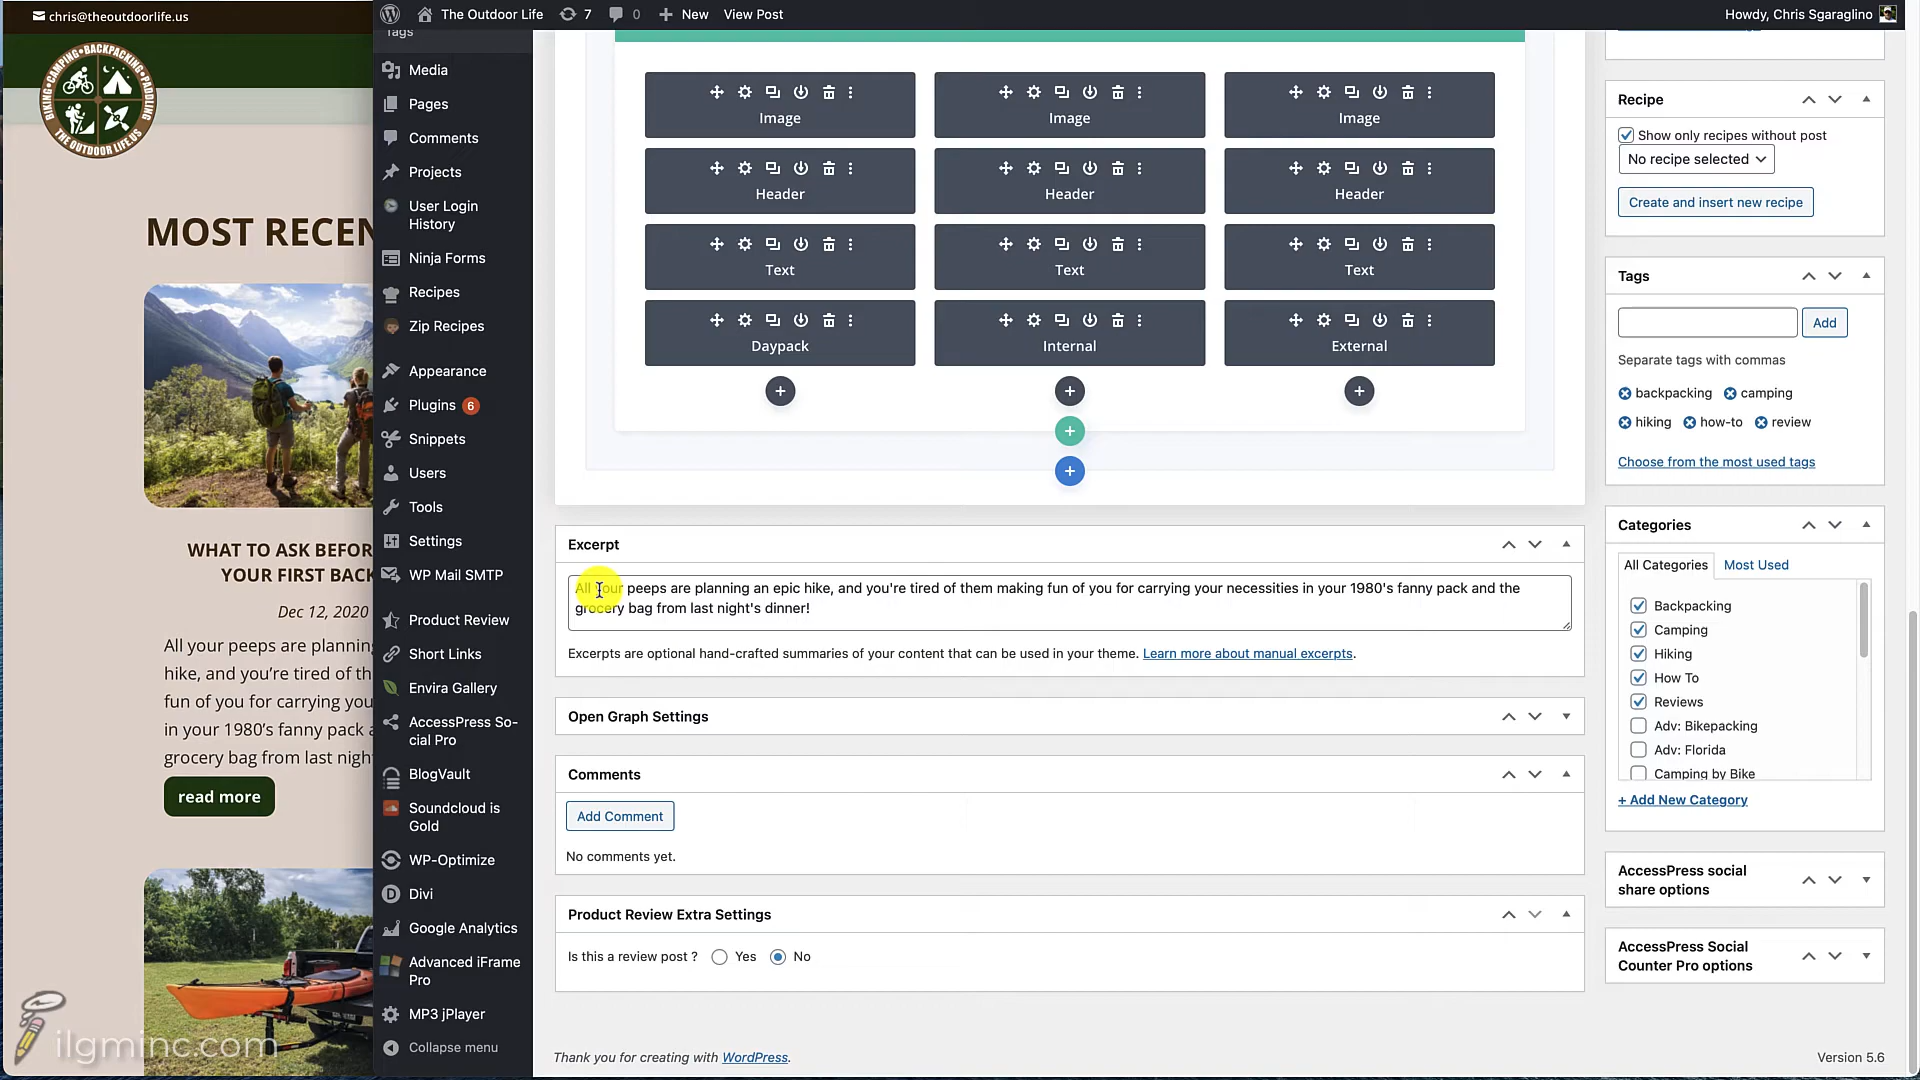 chris@theoutdoorlife.us
BIKING•CAMPING•BACKPACKING•PADDLING
THE OUTDOOR LIFE.US
MOST RECEN
WHAT TO ASK BEFOR
YOUR FIRST BACK
Dec 12, 2020
All your peeps are plannin
hike, and you’re tired of th
fun of you for carrying you
in your 1980’s fanny pack a
grocery bag from last nigh
read more
ilgminc.com
The Outdoor Life
7
0
New
View Post
Howdy, Chris Sgaraglino
Tags
Media
Pages
Comments
Projects
User Login
History
Ninja Forms
Recipes
Zip Recipes
Appearance
Plugins 6
Snippets
Users
Tools
Settings
WP Mail SMTP
Product Review
Short Links
Envira Gallery
AccessPress So-
cial Pro
BlogVault
Soundcloud is
Gold
WP-Optimize
Divi
Google Analytics
Advanced iFrame
Pro
MP3 jPlayer
Collapse menu
Image Image Image
Header Header Header
Text Text Text
Daypack Internal External
Excerpt
All your peeps are planning an epic hike, and you're tired of them making fun of you for carrying your necessities in your 1980's fanny pack and the
grocery bag from last night's dinner!
Excerpts are optional hand-crafted summaries of your content that can be used in your theme. Learn more about manual excerpts.
Open Graph Settings
Comments
Add Comment
No comments yet.
Product Review Extra Settings
Is this a review post ? Yes No
Thank you for creating with WordPress.
Version 5.6
Recipe
Show only recipes without post
No recipe selected
Create and insert new recipe
Tags
Add
Separate tags with commas
backpacking camping
hiking how-to review
Choose from the most used tags
Categories
All Categories Most Used
Backpacking
Camping
Hiking
How To
Reviews
Adv: Bikepacking
Adv: Florida
Camping by Bike
+ Add New Category
AccessPress social
share options
AccessPress Social
Counter Pro options